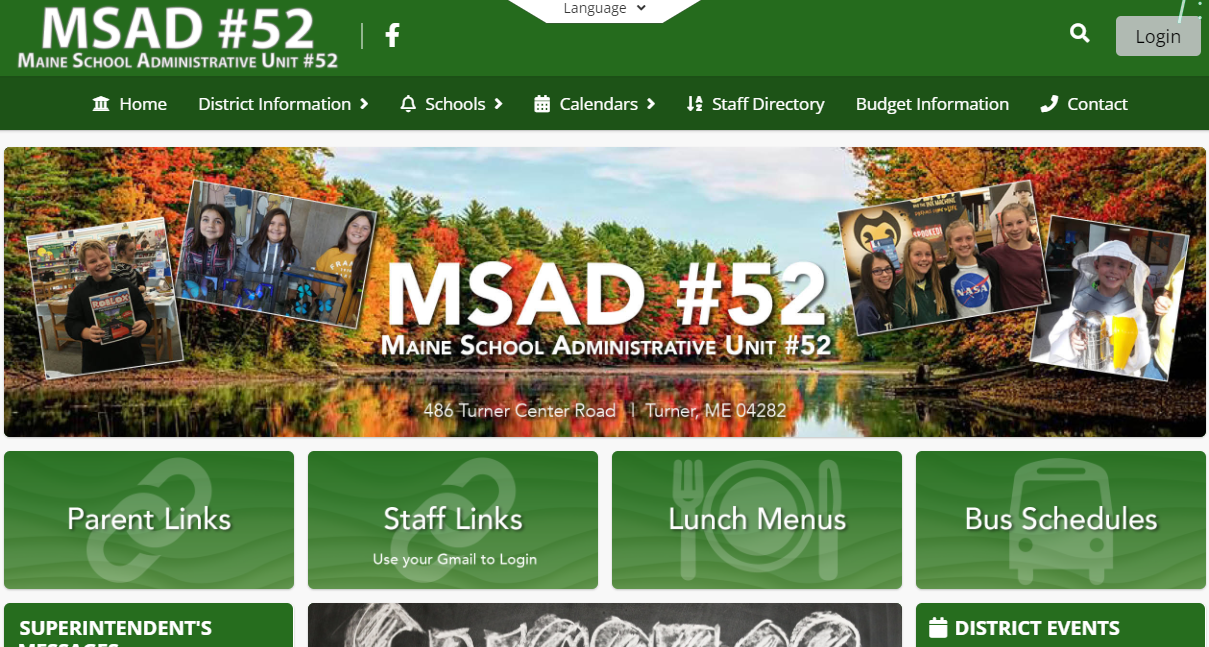 Language
MSAD #52
MAINE SCHOOL ADMINISTRATIVE UNIT #52
Login
Home
District Information
Schools
Calendars
Staff Directory
Budget Information
Contact
ROBLOX
SPOOKED!
NASA
MSAD #52
MAINE SCHOOL ADMINISTRATIVE UNIT #52
486 Turner Center Road | Turner, ME 04282
Parent Links
Staff Links
Use your Gmail to Login
Lunch Menus
Bus Schedules
SUPERINTENDENT'S
MESSAGES
DISTRICT EVENTS